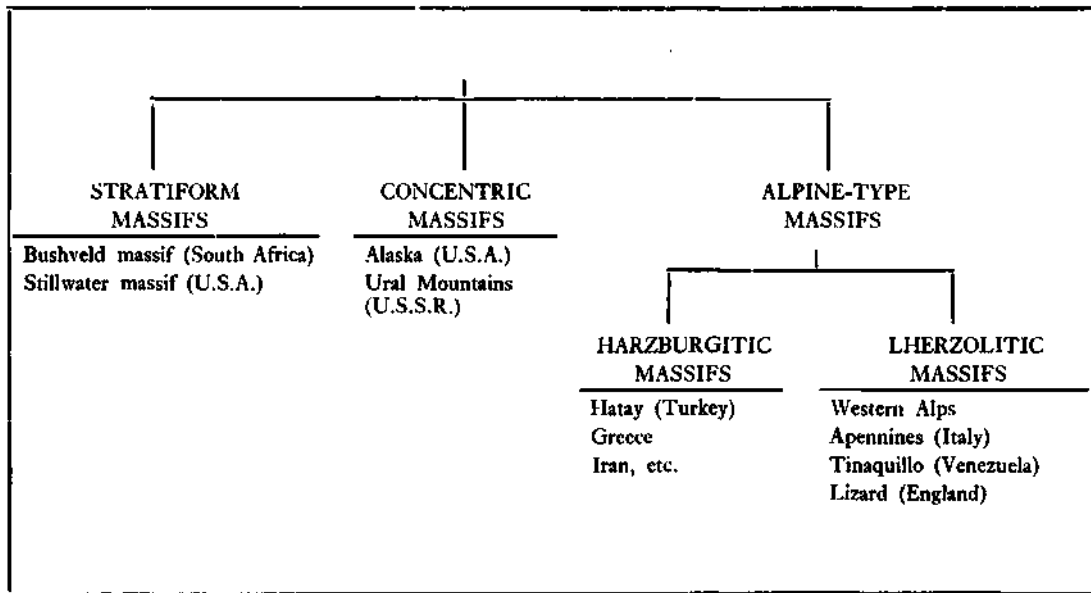 STRATIFORM
MASSIFS
Bushveld massif (South Africa)
Stillwater massif (U.S.A.)
CONCENTRIC
MASSIFS
Alaska (U.S.A.)
Ural Mountains
(U.S.S.R.)
ALPINE-TYPE
MASSIFS
HARZBURGITIC
MASSIFS
Hatay (Turkey)
Greece
Iran, etc.
LHERZOLITIC
MASSIFS
Western Alps
Apennines (Italy)
Tinaquillo (Venezuela)
Lizard (England)